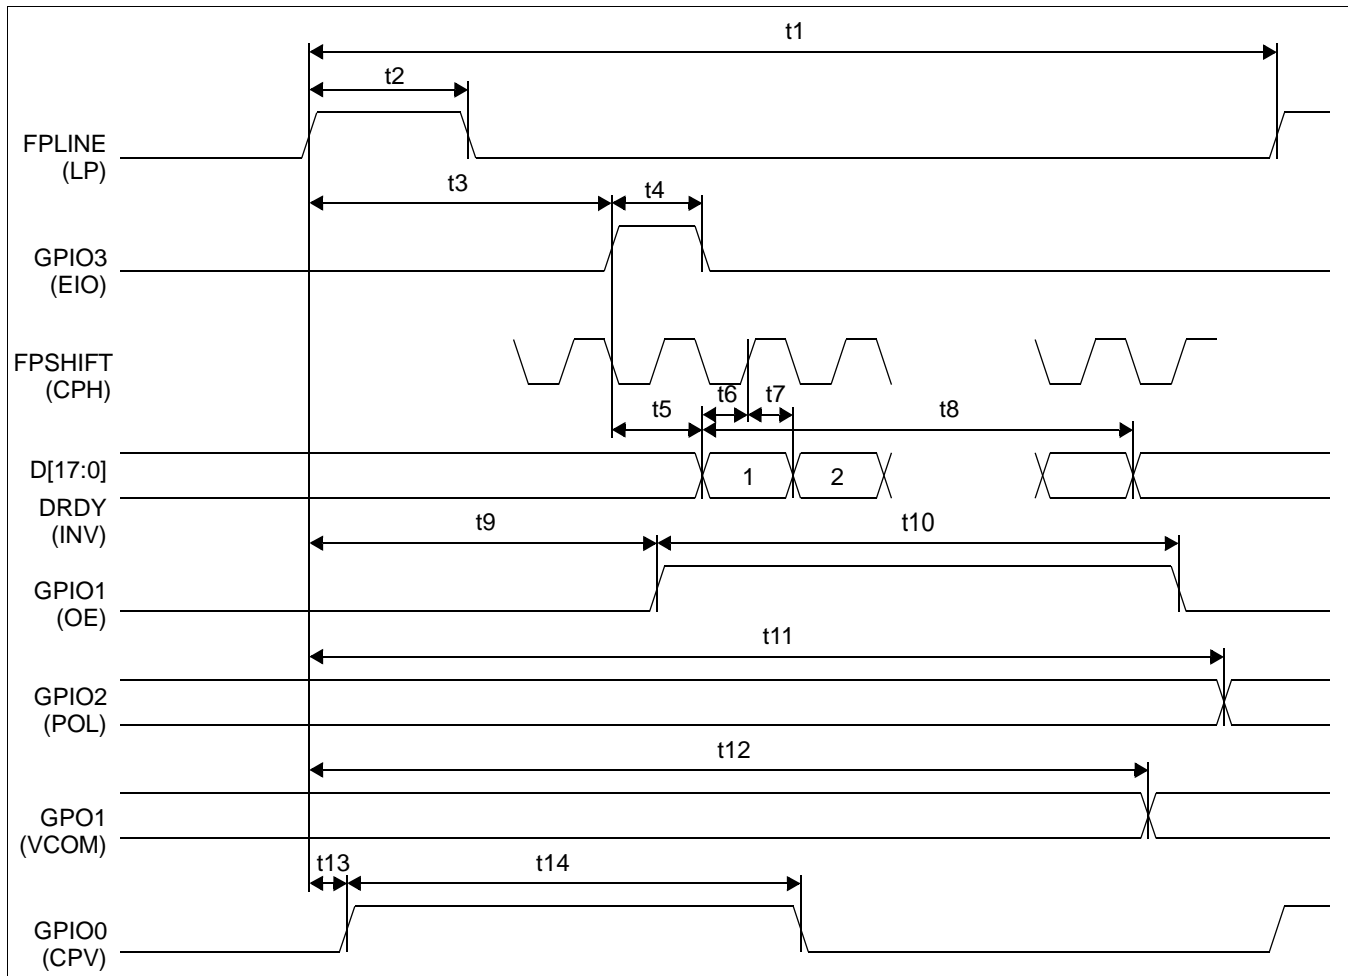 t1
t2
FPLINE
(LP)
t3
t4
GPIO3
(EIO)
FPSHIFT
(CPH)
t6
t7
t5
t8
D[17:0]
1
2
DRDY
(INV)
t9
t10
GPIO1
(OE)
t11
GPIO2
(POL)
t12
GPO1
(VCOM)
t13
t14
GPIO0
(CPV)